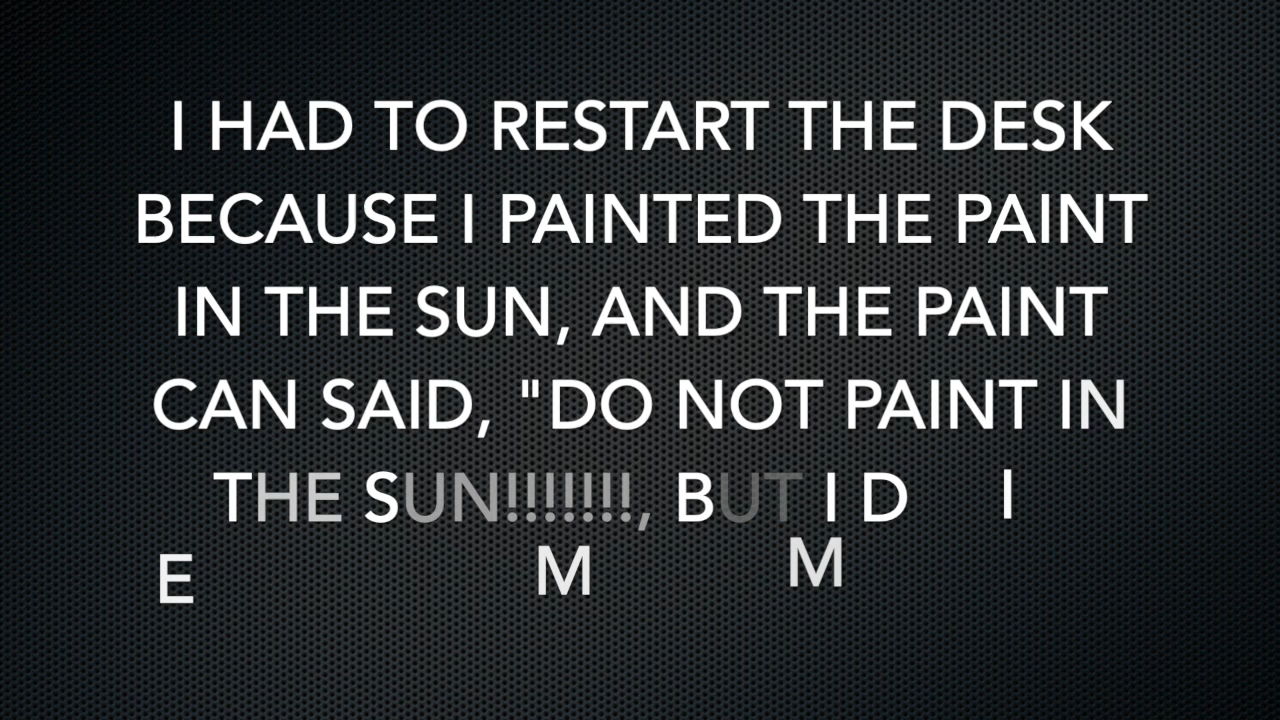 I HAD TO RESTART THE DESK
BECAUSE I PAINTED THE PAINT
IN THE SUN, AND THE PAINT
CAN SAID, "DO NOT PAINT IN
THE SUN!!!!!!!, BUT I D I
E M M